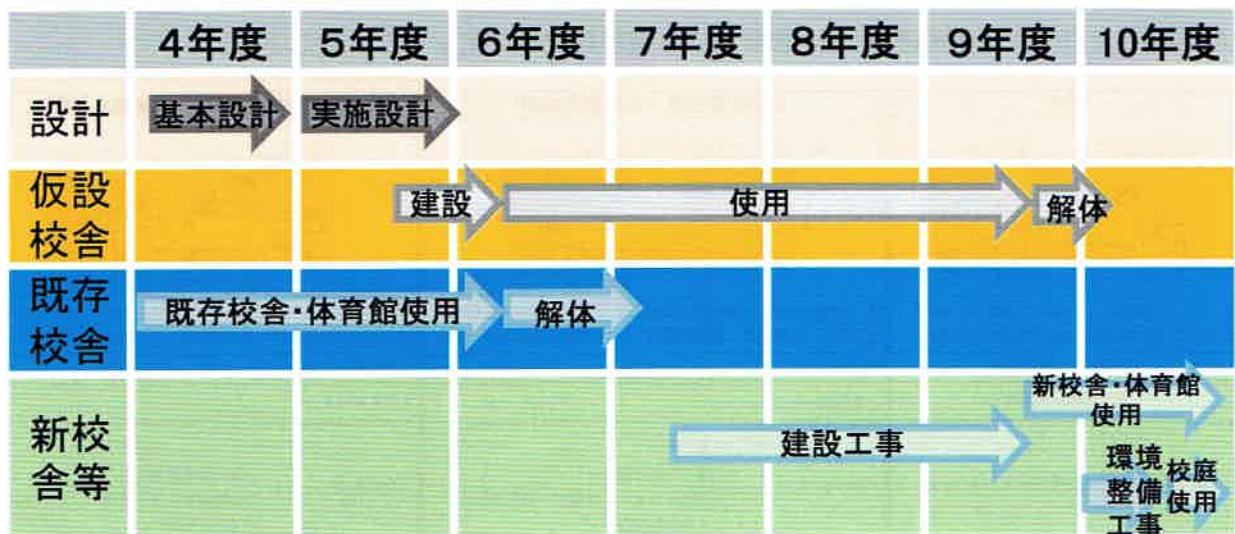 4年度 5年度 6年度 7年度 8年度 9年度 10年度
設計
基本設計 実施設計
仮設
校舎
建設 使用 解体
既存
校舎
既存校舎・体育館使用 解体
新校
舎等
新校舎・体育館
使用
建設工事
環境
整備
工事
校庭
使用